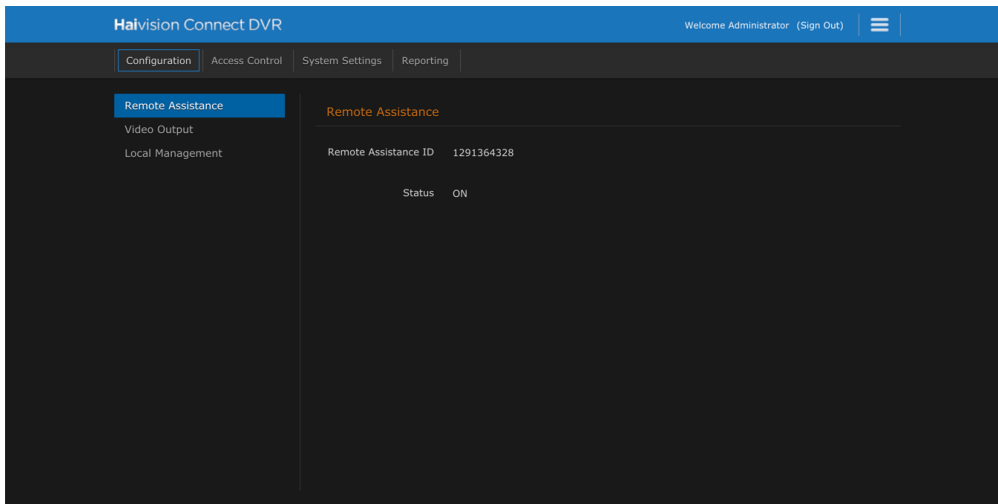 Haivision Connect DVR
Welcome Administrator (Sign Out)
Configuration Access Control System Settings Reporting
Remote Assistance
Video Output
Local Management
Remote Assistance
Remote Assistance ID 1291364328
Status ON